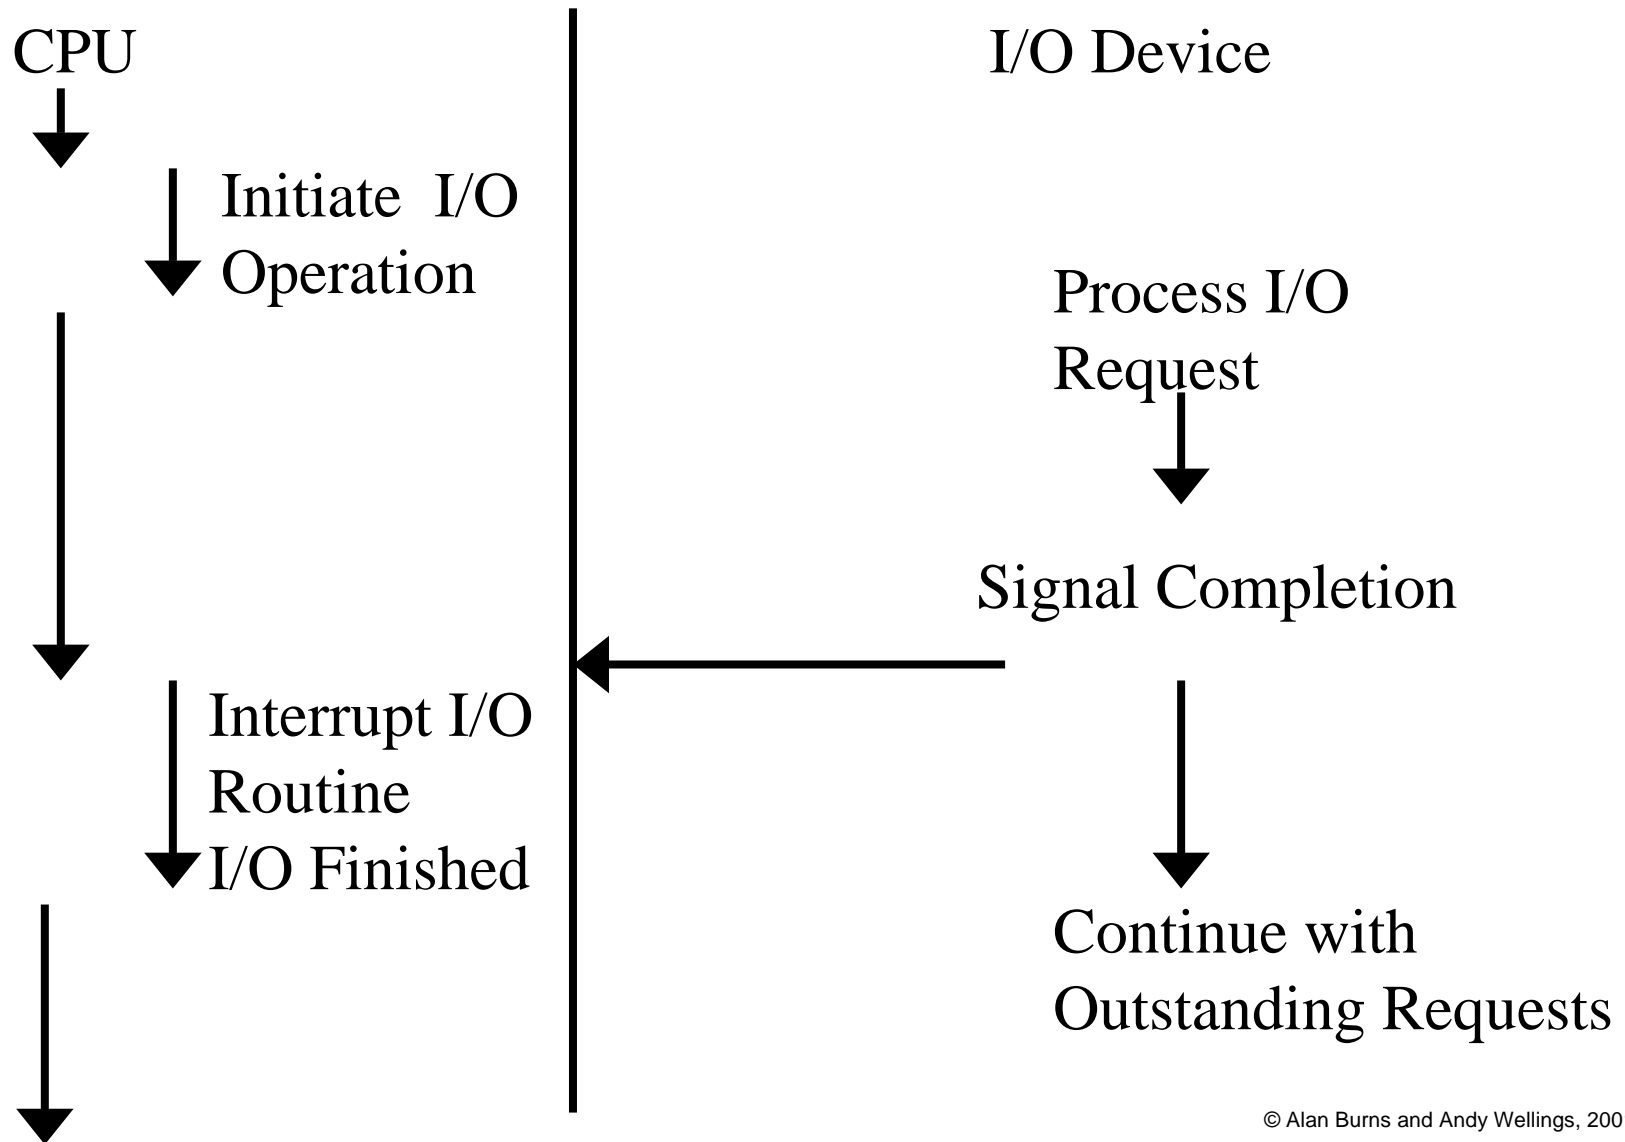 CPU
I/O Device
Initiate I/O
Operation
Process I/O
Request
Signal Completion
Interrupt I/O
Routine
I/O Finished
Continue with
Outstanding Requests
© Alan Burns and Andy Wellings, 200